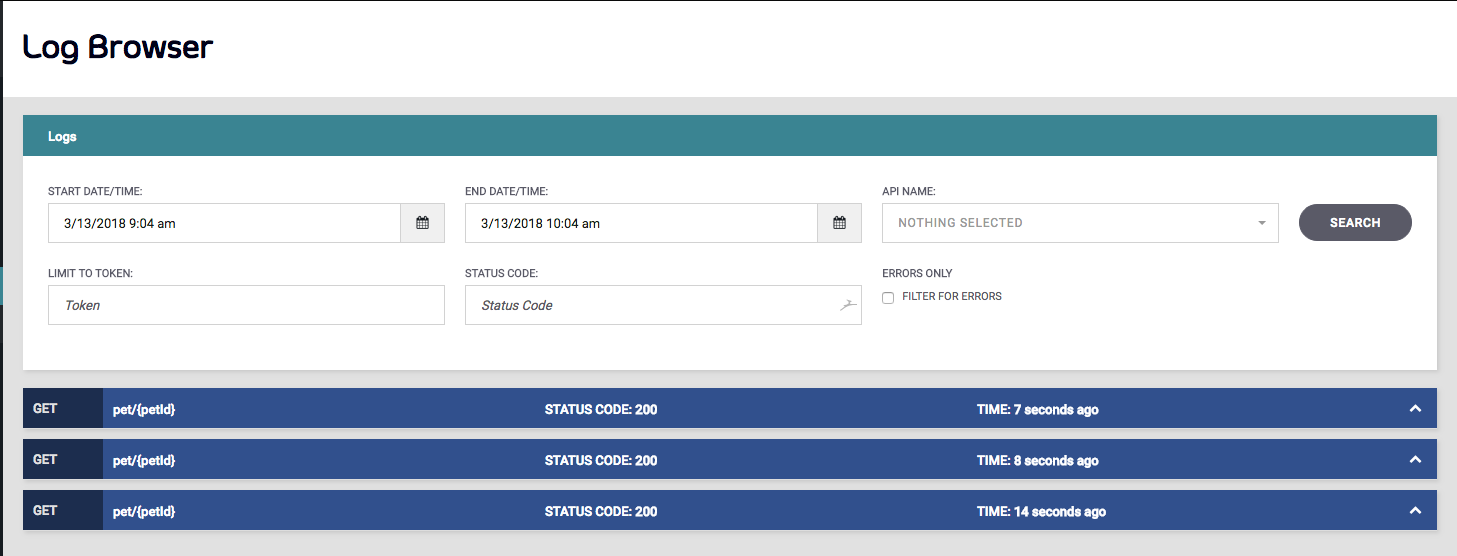 Log Browser
Logs
START DATE/TIME: END DATE/TIME: API NAME:
3/13/2018 9:04 am 3/13/2018 10:04 am NOTHING SELECTED SEARCH
LIMIT TO TOKEN: STATUS CODE: ERRORS ONLY
Token Status Code FILTER FOR ERRORS
GET pet/{petId} STATUS CODE: 200 TIME: 7 seconds ago
GET pet/{petId} STATUS CODE: 200 TIME: 8 seconds ago
GET pet/{petId} STATUS CODE: 200 TIME: 14 seconds ago